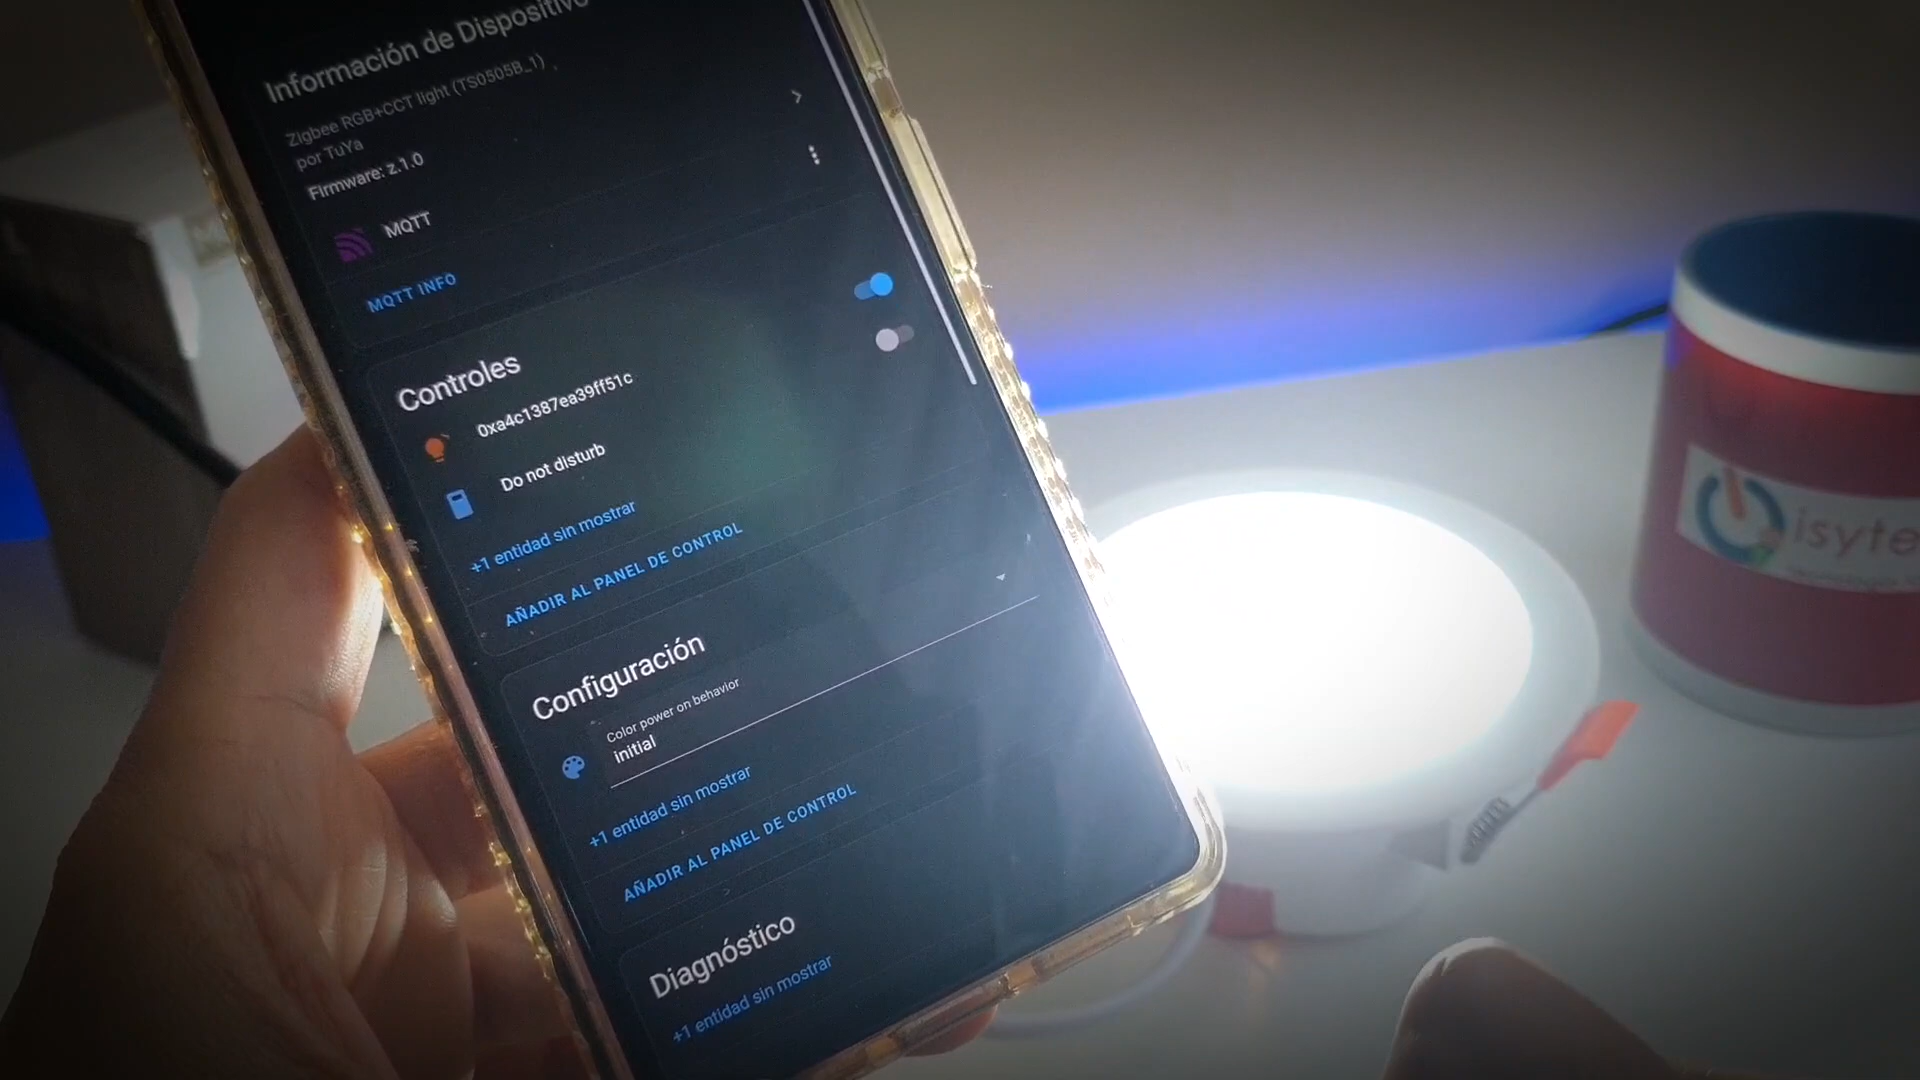 Información de Dispositivo
Zigbee RGB+CCT light (TS0505B_1)
por TuYa
Firmware: z.1.0
MQTT
MQTT INFO
Controles
0xa4c1387ea39ff51c
Do not disturb
+1 entidad sin mostrar
AÑADIR AL PANEL DE CONTROL
Configuración
Color power on behavior
initial
+1 entidad sin mostrar
AÑADIR AL PANEL DE CONTROL
Diagnóstico
+1 entidad sin mostrar
isyte